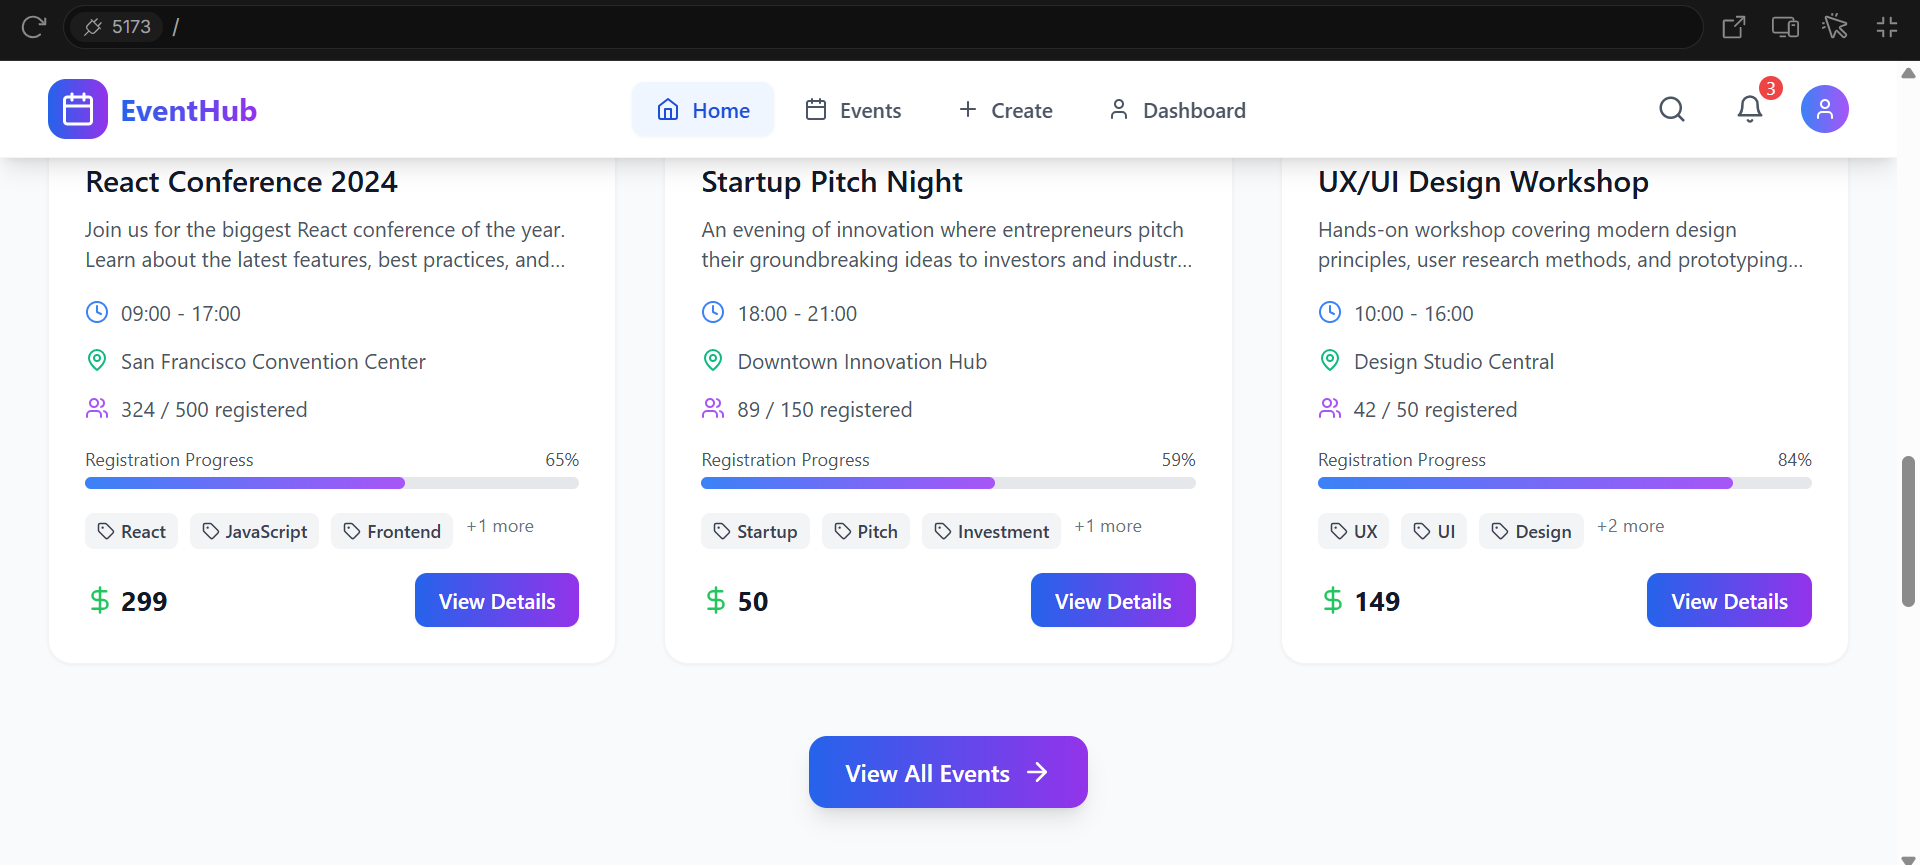 5173 /
EventHub
Home
Events
Create
Dashboard
3
React Conference 2024
Join us for the biggest React conference of the year.
Learn about the latest features, best practices, and...
09:00 - 17:00
San Francisco Convention Center
324 / 500 registered
Registration Progress 65%
React JavaScript Frontend +1 more
$ 299 View Details
Startup Pitch Night
An evening of innovation where entrepreneurs pitch
their groundbreaking ideas to investors and industr...
18:00 - 21:00
Downtown Innovation Hub
89 / 150 registered
Registration Progress 59%
Startup Pitch Investment +1 more
$ 50 View Details
UX/UI Design Workshop
Hands-on workshop covering modern design
principles, user research methods, and prototyping...
10:00 - 16:00
Design Studio Central
42 / 50 registered
Registration Progress 84%
UX UI Design +2 more
$ 149 View Details
View All Events